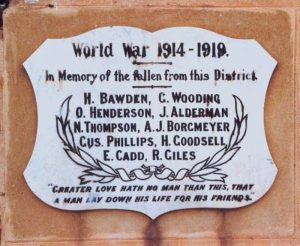 World War 1914-1919.
In Memory of the fallen from this District.
H. BAWDEN, C. WOODING
O. HENDERSON, J. ALDERMAN
N. THOMPSON, A. J. BORGMEYER
GUS. PHILLIPS, H. GOODSELL
E. CADD, R. GILES
"GREATER LOVE HATH NO MAN THAN THIS, THAT
A MAN LAY DOWN HIS LIFE FOR HIS FRIENDS."